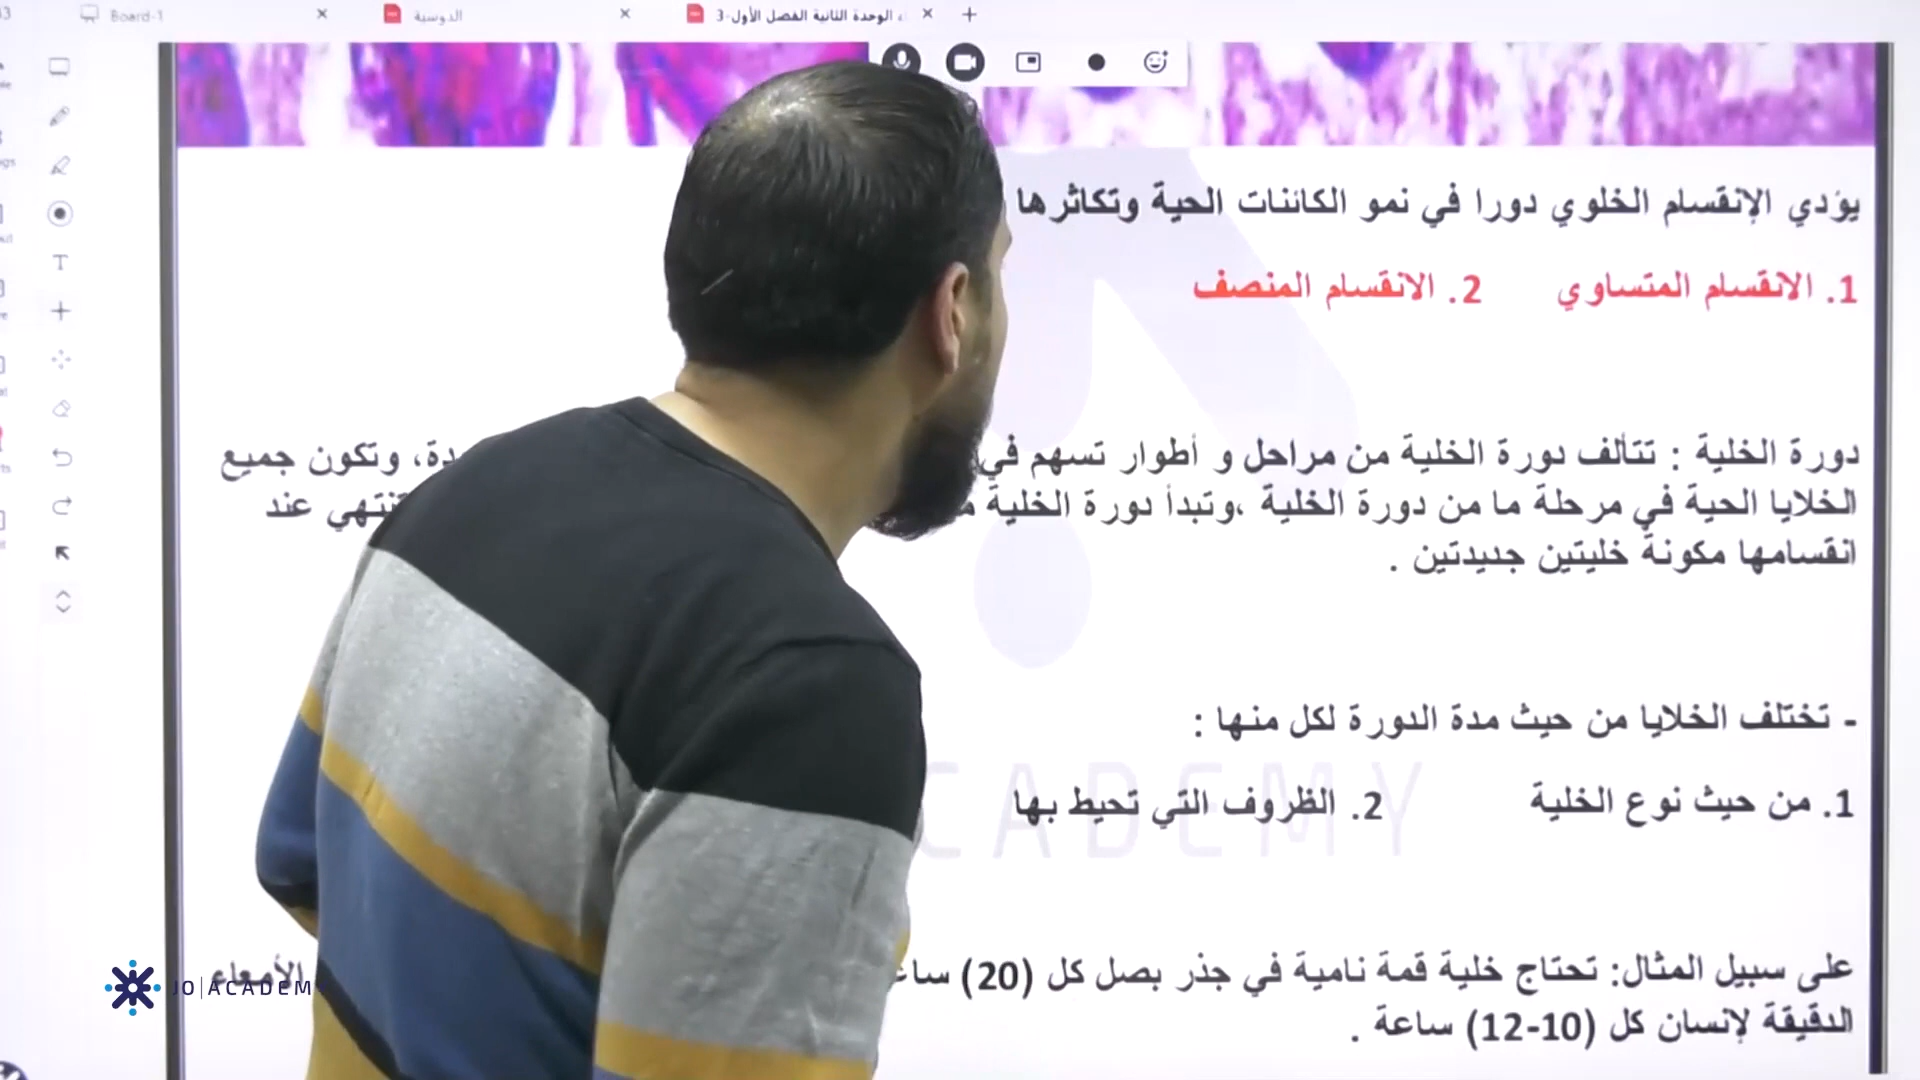 Board-1
الدوسية
الوحدة الثانية الفصل الأول-3
يؤدي الإنقسام الخلوي دورا في نمو الكائنات الحية وتكاثرها
1. الانقسام المتساوي 2. الانقسام المنصف
دورة الخلية : تتألف دورة الخلية من مراحل و أطوار تسهم في وتكون جميع
الخلايا الحية في مرحلة ما من دورة الخلية ،وتبدأ دورة الخلية تنتهي عند
انقسامها مكونة خليتين جديدتين .
- تختلف الخلايا من حيث مدة الدورة لكل منها :
1. من حيث نوع الخلية 2. الظروف التي تحيط بها
ACADEMY
على سبيل المثال: تحتاج خلية قمة نامية في جذر بصل كل (20) الأمعاء
الدقيقة لإنسان كل (10-12) ساعة .
JO|ACADEM